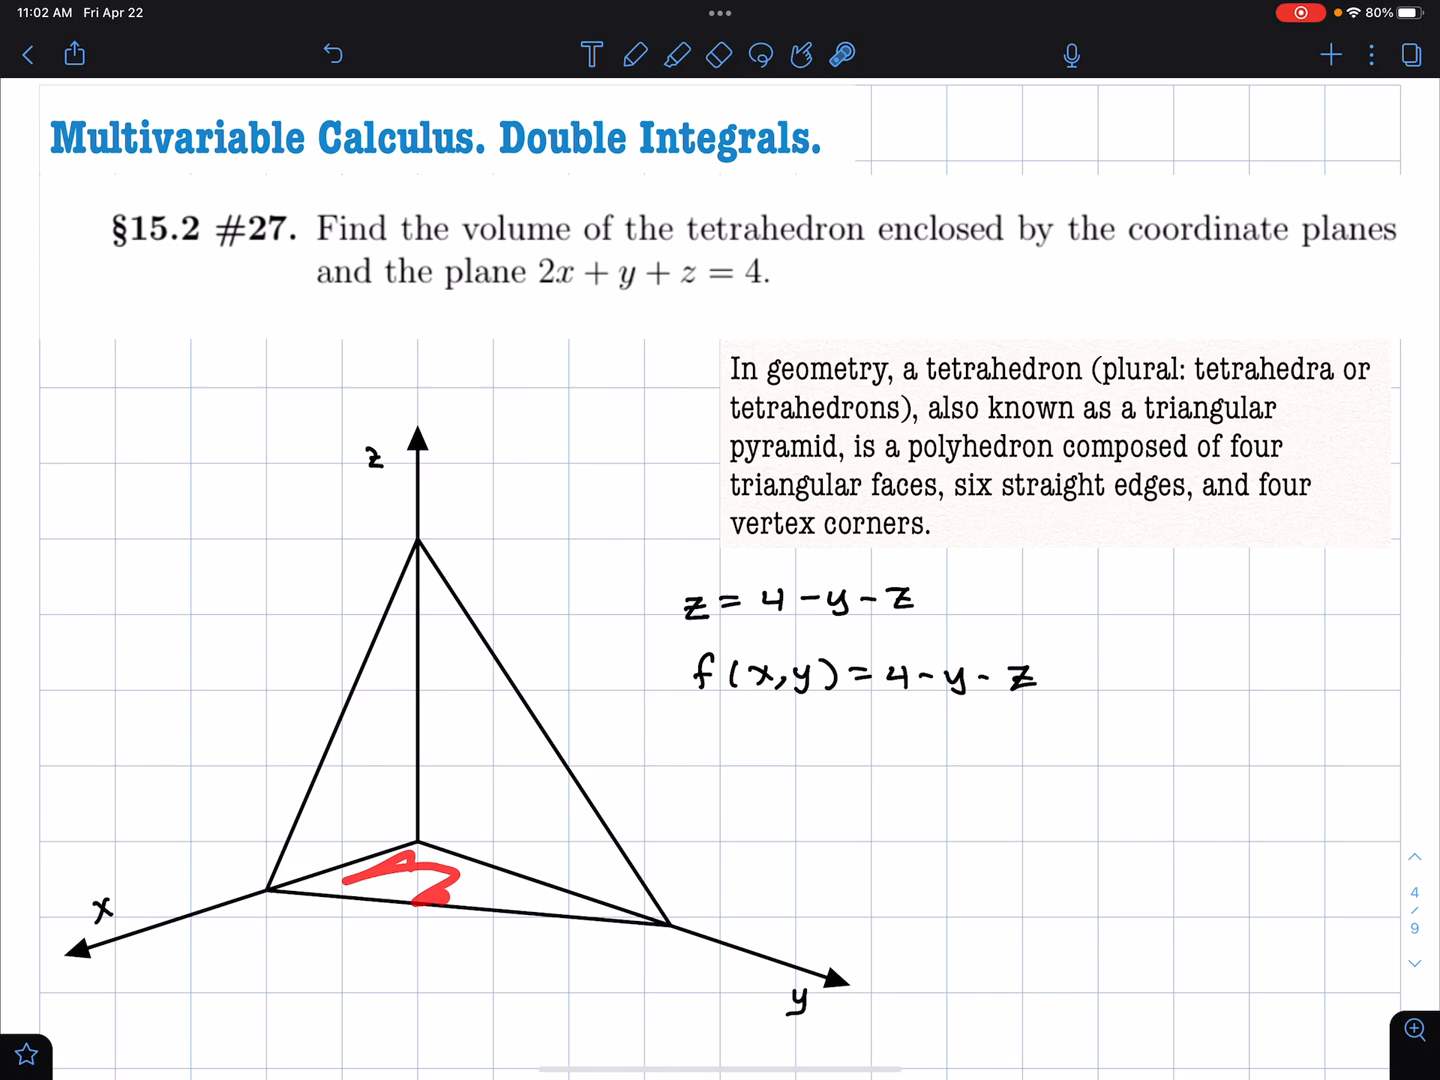 11:02 AM Fri Apr 22
80%
Multivariable Calculus. Double Integrals.
§15.2 #27. Find the volume of the tetrahedron enclosed by the coordinate planes
and the plane 2x + y + z = 4.
In geometry, a tetrahedron (plural: tetrahedra or
tetrahedrons), also known as a triangular
pyramid, is a polyhedron composed of four
triangular faces, six straight edges, and four
vertex corners.
z
z = 4 - y - z
f(x,y) = 4 - y - z
x
y
4
/
9